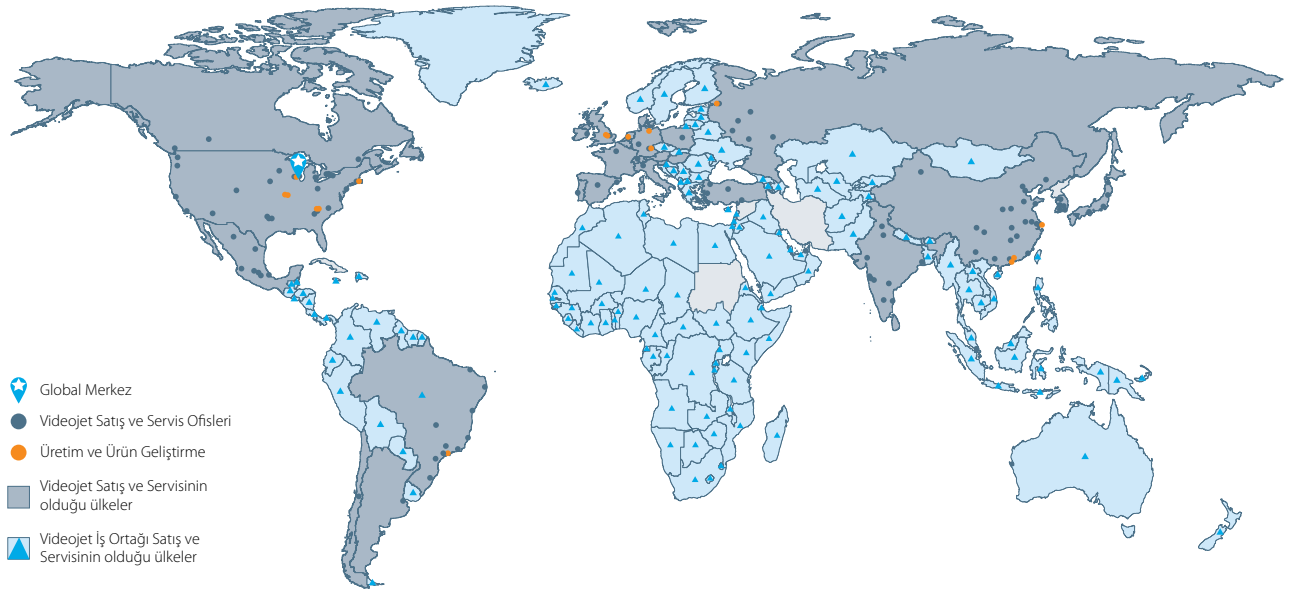 Global Merkez
Videojet Satış ve Servis Ofisleri
Üretim ve Ürün Geliştirme
Videojet Satış ve Servisinin
olduğu ülkeler
Videojet İş Ortağı Satış ve
Servisinin olduğu ülkeler